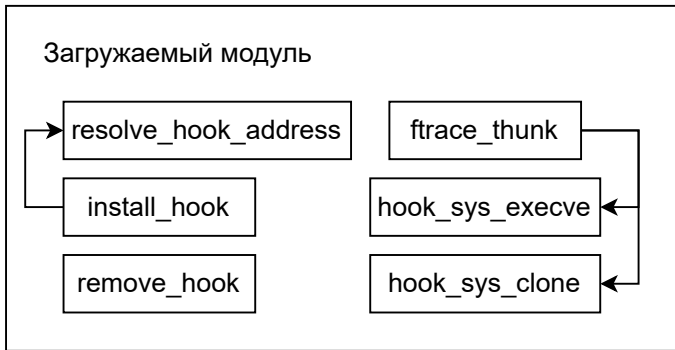 Загружаемый модуль
resolve_hook_address
ftrace_thunk
install_hook
hook_sys_execve
remove_hook
hook_sys_clone